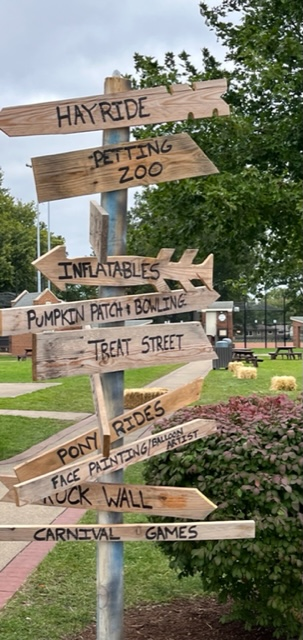 HAYRIDE
PETTING
ZOO
INFLATABLES
PUMPKIN PATCH + BOWLING
TREAT STREET
PONY RIDES
FACE PAINTING/BALLOON
ARTIST
ROCK WALL
CARNIVAL GAMES